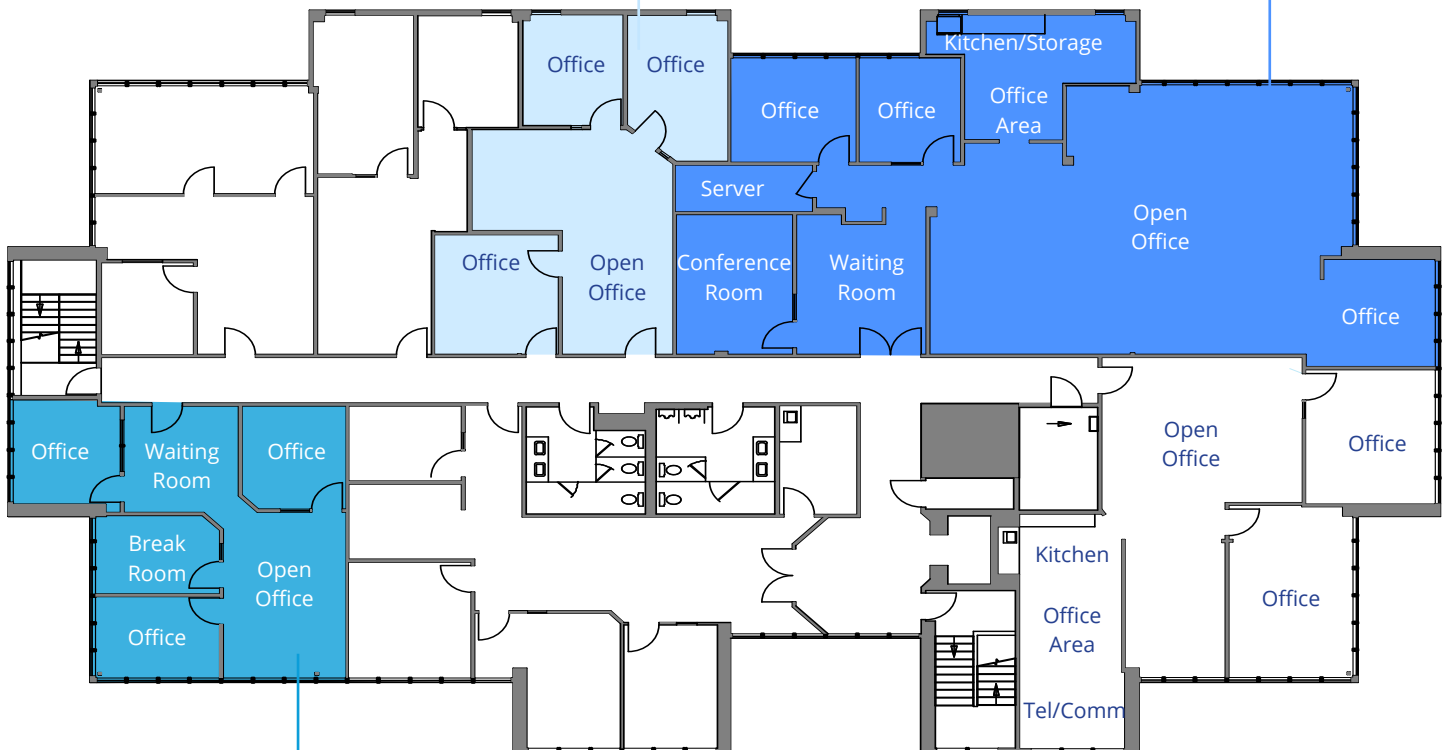 Kitchen/Storage
Office
Office
Office
Office
Office
Area
Server
Open
Office
Office
Open
Office
Conference
Room
Waiting
Room
Office
Office
Waiting
Room
Office
Open
Office
Office
Break
Room
Open
Office
Kitchen
Office
Office
Office
Area
Tel/Comm